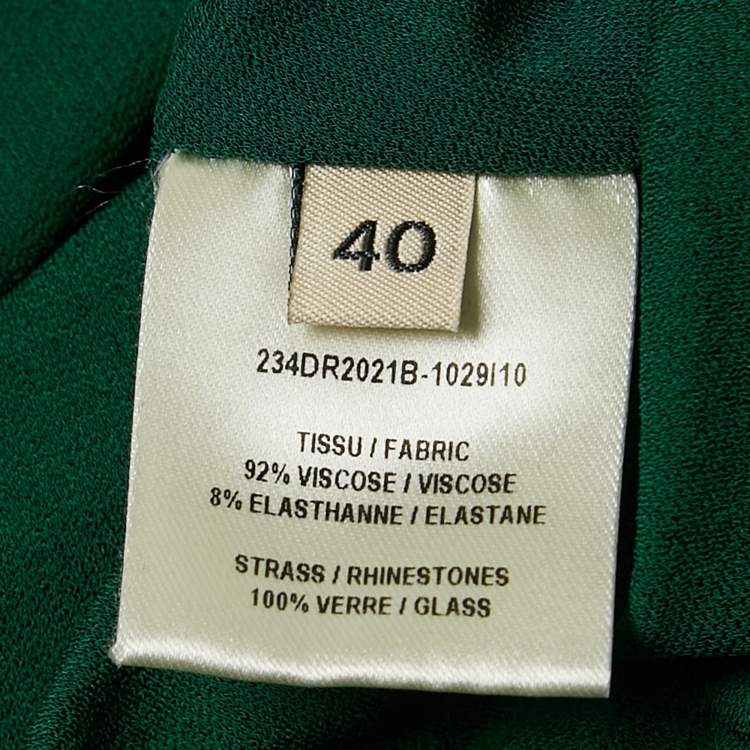 40
234DR2021B-1029I10
TISSU / FABRIC
92% VISCOSE / VISCOSE
8% ELASTHANNE / ELASTANE
STRASS / RHINESTONES
100% VERRE / GLASS